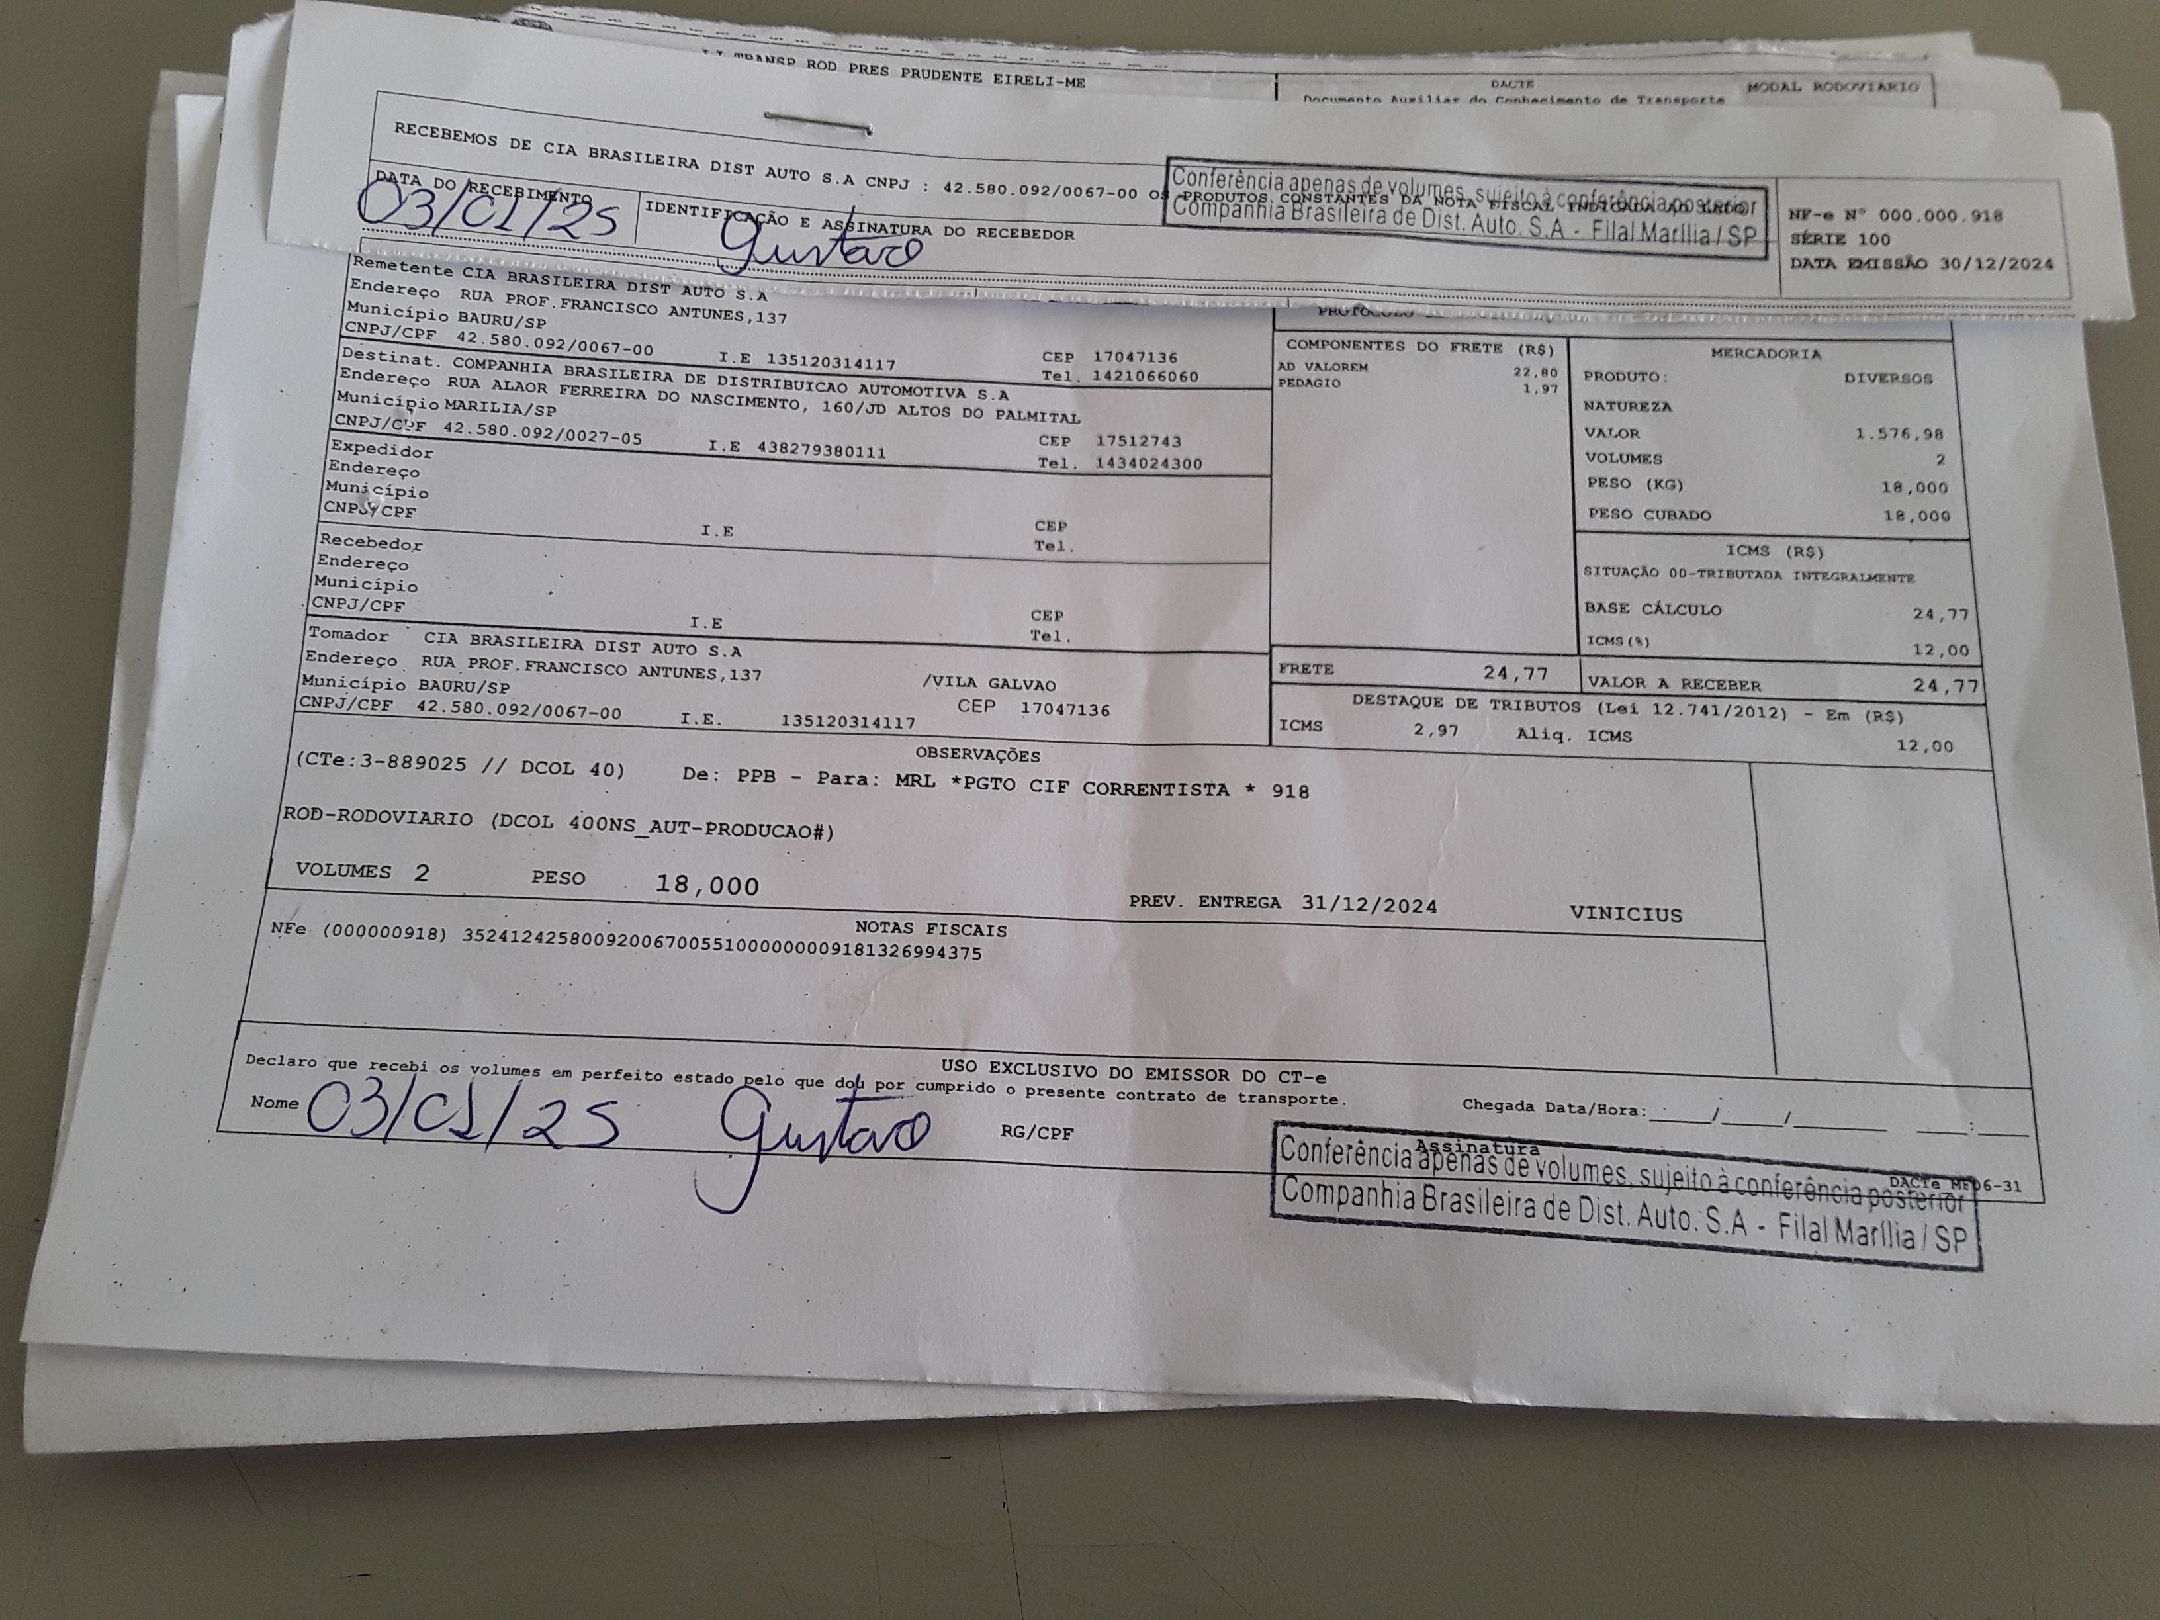 TRANSP ROD PRES PRUDENTE EIRELI-ME
DACTE
MODAL RODOVIARIO
Documento Auxiliar do Conhecimento de Transporte
RECEBEMOS DE CIA BRASILEIRA DIST AUTO S.A CNPJ : 42.580.092/0067-00 OS PRODUTOS CONSTANTES DA NOTA FISCAL INDICADA AO LADO
Conferência apenas de volumes, sujeito à conferência posterior
Companhia Brasileira de Dist. Auto. S.A - Filal Marília / SP
DATA DO RECEBIMENTO
03/01/25
IDENTIFICAÇÃO E ASSINATURA DO RECEBEDOR
Gustavo
NF-e N° 000.000.918
SÉRIE 100
DATA EMISSÃO 30/12/2024
Remetente CIA BRASILEIRA DIST AUTO S.A
Endereço RUA PROF.FRANCISCO ANTUNES,137
Município BAURU/SP
CNPJ/CPF 42.580.092/0067-00 I.E 135120314117 CEP 17047136
Tel. 1421066060
Destinat. COMPANHIA BRASILEIRA DE DISTRIBUICAO AUTOMOTIVA S.A
Endereço RUA ALAOR FERREIRA DO NASCIMENTO, 160/JD ALTOS DO PALMITAL
Município MARILIA/SP
CNPJ/CPF 42.580.092/0027-05 I.E 438279380111 CEP 17512743
Tel. 1434024300
Expedidor
Endereço
Município
CNPJ/CPF I.E CEP
Tel.
Recebedor
Endereço
Município
CNPJ/CPF I.E CEP
Tel.
Tomador CIA BRASILEIRA DIST AUTO S.A
Endereço RUA PROF.FRANCISCO ANTUNES,137 /VILA GALVAO
Município BAURU/SP CEP 17047136
CNPJ/CPF 42.580.092/0067-00 I.E. 135120314117
PROTOCOLO
COMPONENTES DO FRETE (R$)
AD VALOREM 22,80
PEDAGIO 1,97
MERCADORIA
PRODUTO: DIVERSOS
NATUREZA
VALOR 1.576,98
VOLUMES 2
PESO (KG) 18,000
PESO CUBADO 18,000
ICMS (R$)
SITUAÇÃO 00-TRIBUTADA INTEGRALMENTE
BASE CÁLCULO 24,77
ICMS(%) 12,00
FRETE 24,77
VALOR A RECEBER 24,77
DESTAQUE DE TRIBUTOS (Lei 12.741/2012) - Em (R$)
ICMS 2,97 Aliq. ICMS 12,00
OBSERVAÇÕES
(CTe:3-889025 // DCOL 40) De: PPB - Para: MRL *PGTO CIF CORRENTISTA * 918
ROD-RODOVIARIO (DCOL 400NS_AUT-PRODUCAO#)
VOLUMES 2 PESO 18,000 PREV. ENTREGA 31/12/2024 VINICIUS
NOTAS FISCAIS
NFe (000000918) 35241242580092006700551000000009181326994375
USO EXCLUSIVO DO EMISSOR DO CT-e
Declaro que recebi os volumes em perfeito estado pelo que dou por cumprido o presente contrato de transporte.
Chegada Data/Hora:____/____/______ ___:___
Nome 03/01/25 Gustavo RG/CPF
Assinatura
Conferência apenas de volumes, sujeito à conferência posterior
Companhia Brasileira de Dist. Auto. S.A - Filal Marília / SP
DACTe M006-31